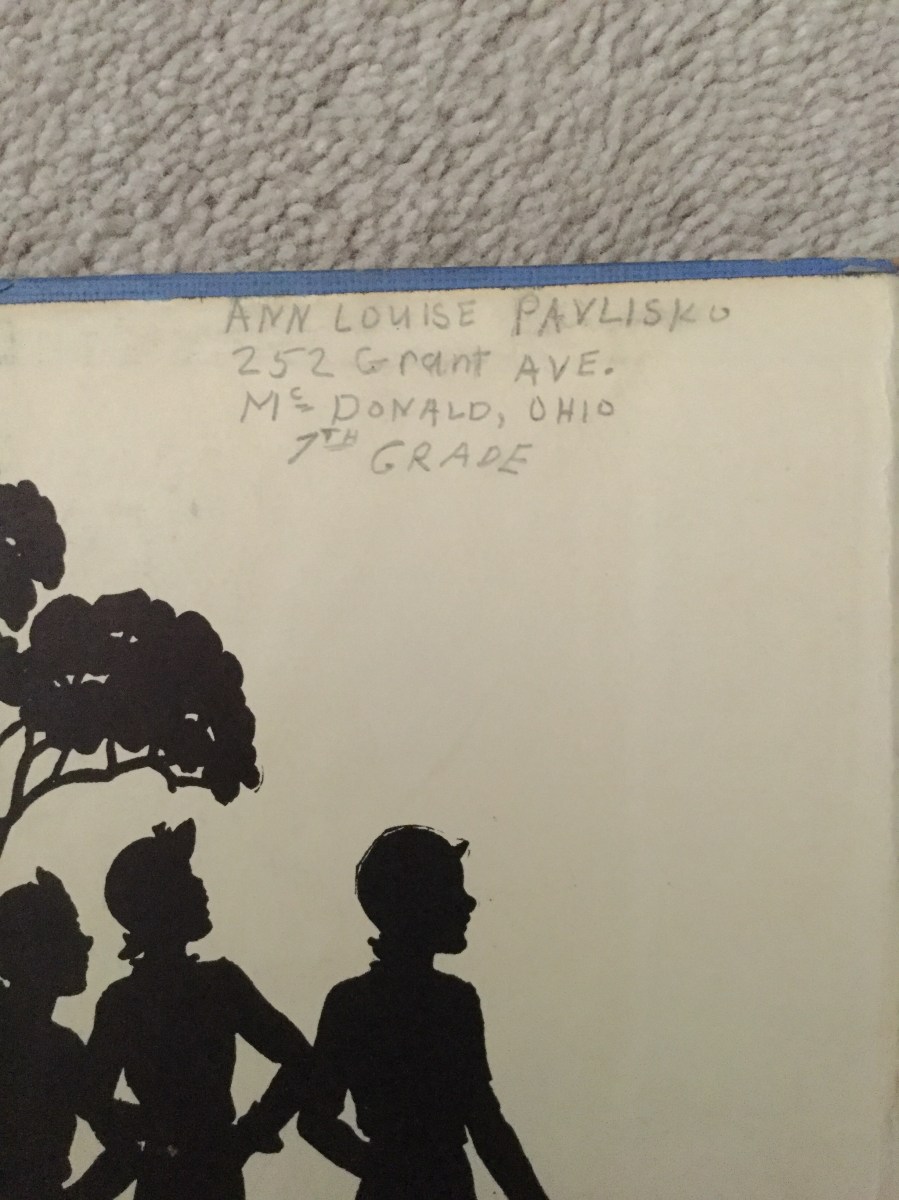 ANN LOUISE PAVLISKO
252 Grant AVE.
Mc DONALD, OHIO
7TH GRADE